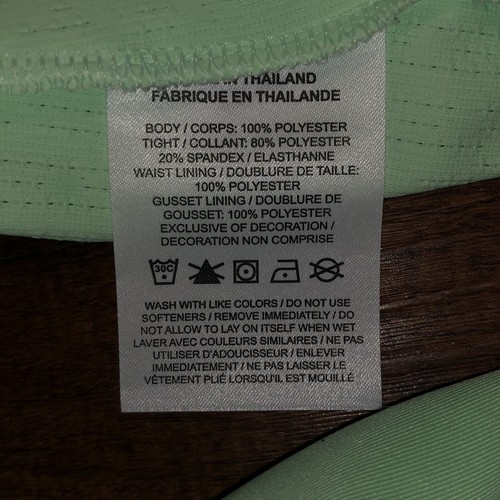 IN THAILAND
FABRIQUE EN THAILANDE
BODY / CORPS: 100% POLYESTER
TIGHT / COLLANT: 80% POLYESTER
20% SPANDEX / ELASTHANNE
WAIST LINING / DOUBLURE DE TAILLE:
100% POLYESTER
GUSSET LINING / DOUBLURE DE
GOUSSET: 100% POLYESTER
EXCLUSIVE OF DECORATION /
DECORATION NON COMPRISE
30C
WASH WITH LIKE COLORS / DO NOT USE
SOFTENERS / REMOVE IMMEDIATELY / DO
NOT ALLOW TO LAY ON ITSELF WHEN WET
LAVER AVEC COULEURS SIMILAIRES / NE PAS
UTILISER D'ADOUCISSEUR / ENLEVER
IMMEDIATEMENT / NE PAS LAISSER LE
VÊTEMENT PLIÉ LORSQU'IL EST MOUILLÉ